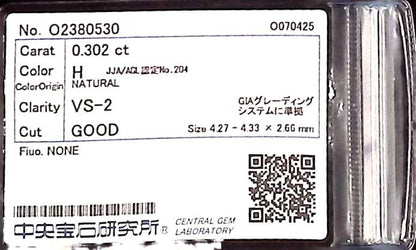 No. O2380530 O070425
Carat 0.302 ct
Color H JJA/AGL認定No.204
ColorOrigin NATURAL
Clarity VS-2 GIAグレーディング
システムに準拠
Cut GOOD Size 4.27 - 4.33 × 2.66 mm
Fluo. NONE
中央宝石研究所® CENTRAL GEM
LABORATORY